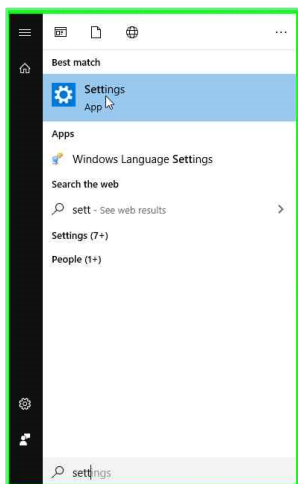 Best match
Settings
App
Apps
Windows Language Settings
Search the web
sett - See web results
Settings (7+)
People (1+)
settings